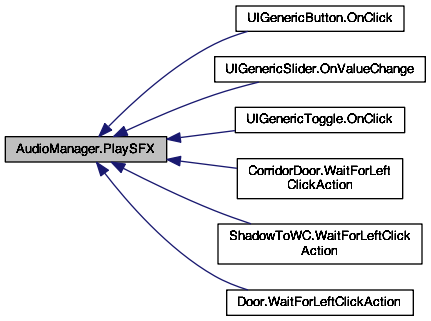 UIGenericButton.OnClick
UIGenericSlider.OnValueChange
UIGenericToggle.OnClick
AudioManager.PlaySFX
CorridorDoor.WaitForLeft
ClickAction
ShadowToWC.WaitForLeftClick
Action
Door.WaitForLeftClickAction